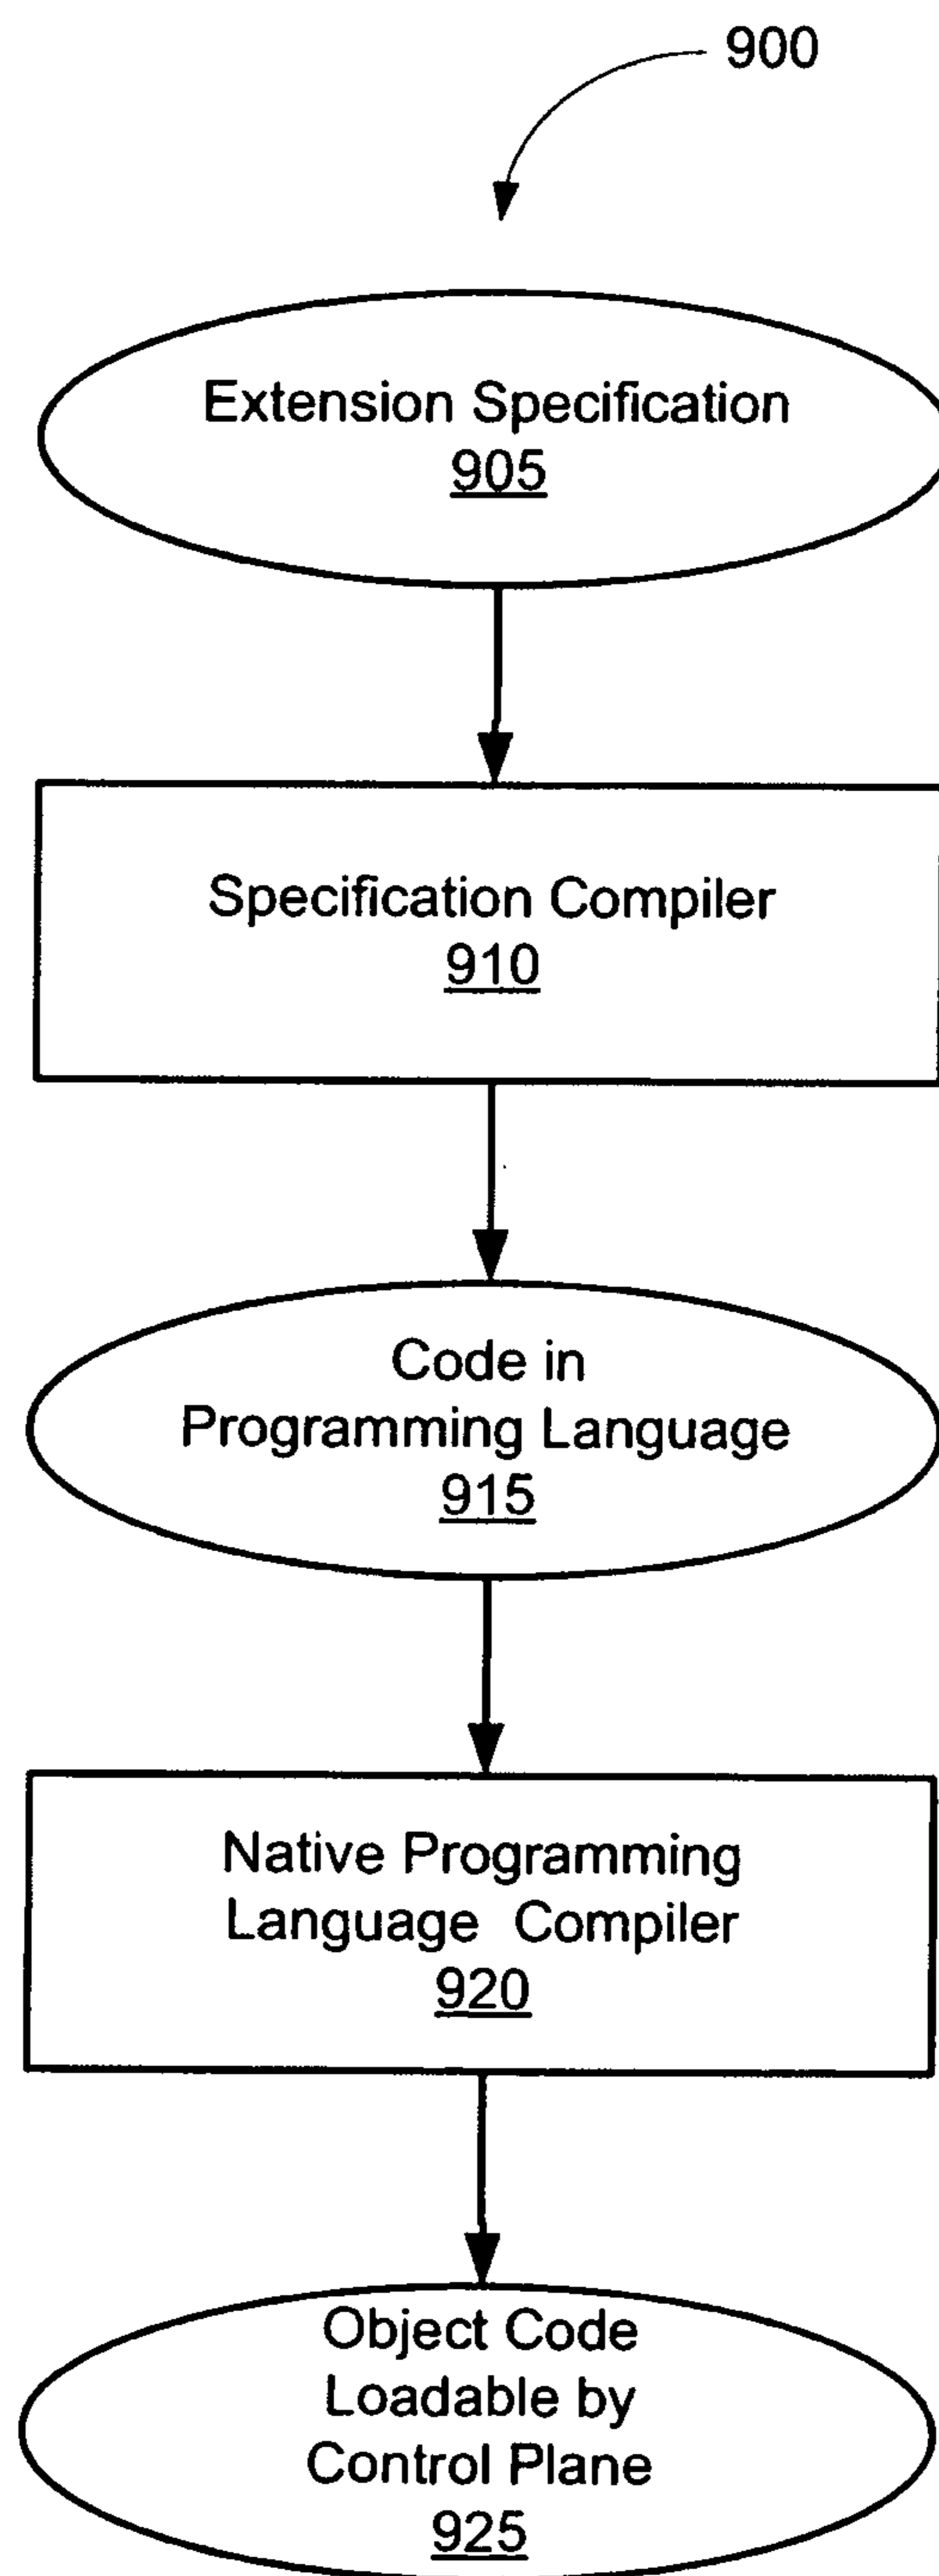 900
Extension Specification
905
Specification Compiler
910
Code in
Programming Language
915
Native Programming
Language Compiler
920
Object Code
Loadable by
Control Plane
925